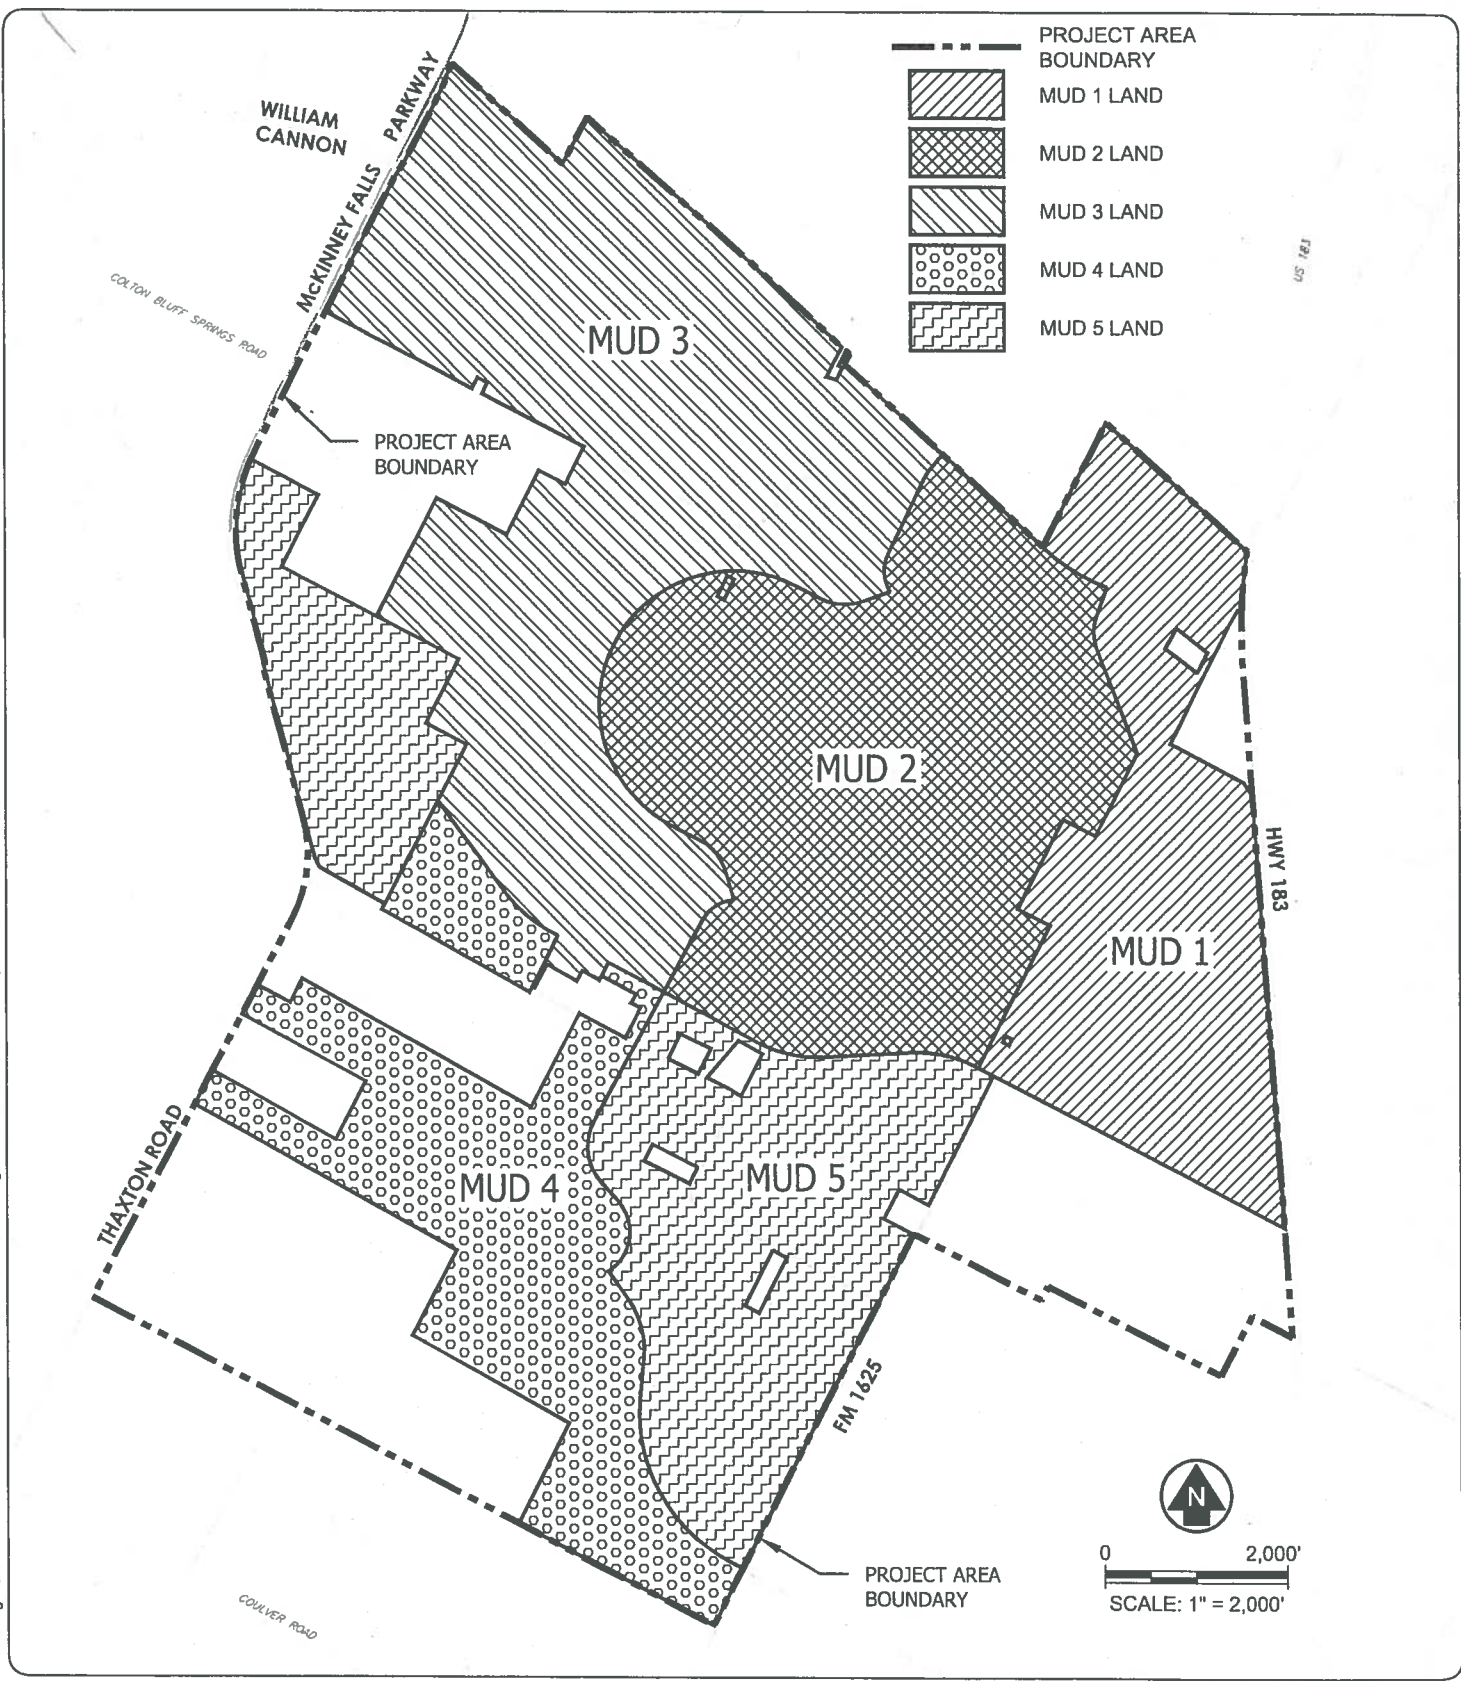 PROJECT AREA
BOUNDARY
MUD 1 LAND
MUD 2 LAND
MUD 3 LAND
MUD 4 LAND
MUD 5 LAND
WILLIAM
CANNON
McKINNEY FALLS PARKWAY
COLTON BLUFF SPRINGS ROAD
US 183
MUD 3
PROJECT AREA
BOUNDARY
MUD 2
HWY 183
MUD 1
THAXTON ROAD
MUD 4
MUD 5
FM 1625
N
0 2,000'
SCALE: 1" = 2,000'
PROJECT AREA
BOUNDARY
COULVER ROAD